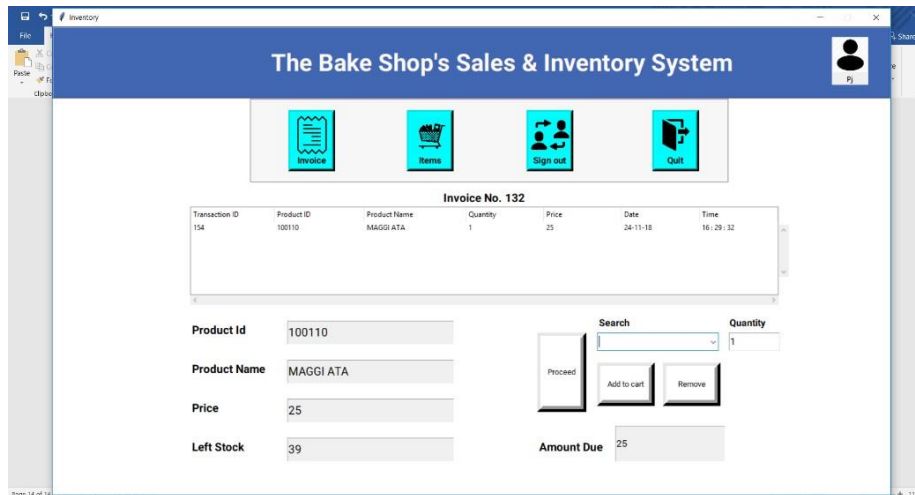 Inventory
File
Share
Paste
The Bake Shop's Sales & Inventory System
Pj
Invoice
Items
Sign out
Quit
Invoice No. 132
Transaction ID Product ID Product Name Quantity Price Date Time
154 100110 MAGGI ATA 1 25 24-11-18 16 : 29 : 32
Product Id 100110
Search Quantity
1
Product Name MAGGI ATA
Proceed Add to cart Remove
Price 25
Left Stock 39
Amount Due 25